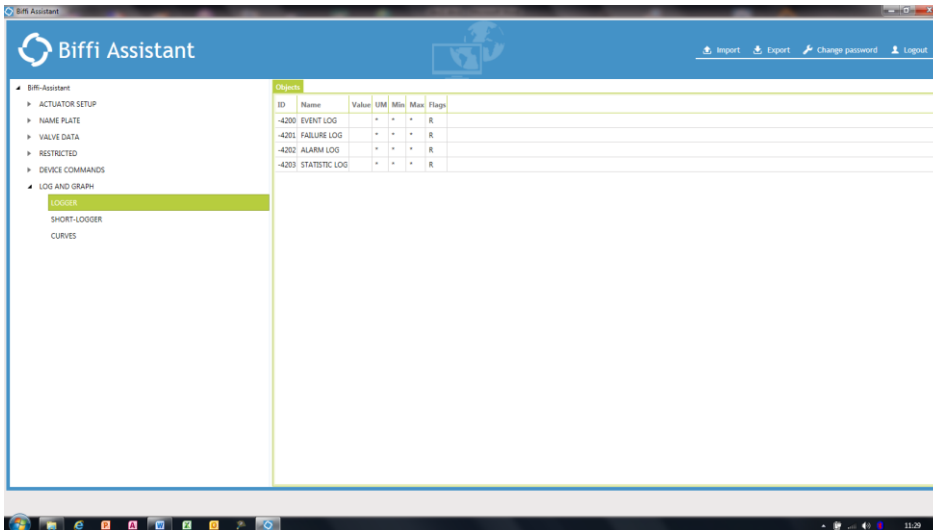 Biffi Assistant
Biffi Assistant
Import Export Change password Logout
Biffi-Assistant
ACTUATOR SETUP
NAME PLATE
VALVE DATA
RESTRICTED
DEVICE COMMANDS
LOG AND GRAPH
LOGGER
SHORT-LOGGER
CURVES
Objects
ID Name Value UM Min Max Flags
-4200 EVENT LOG * * * R
-4201 FAILURE LOG * * * R
-4202 ALARM LOG * * * R
-4203 STATISTIC LOG * * * R
11:29